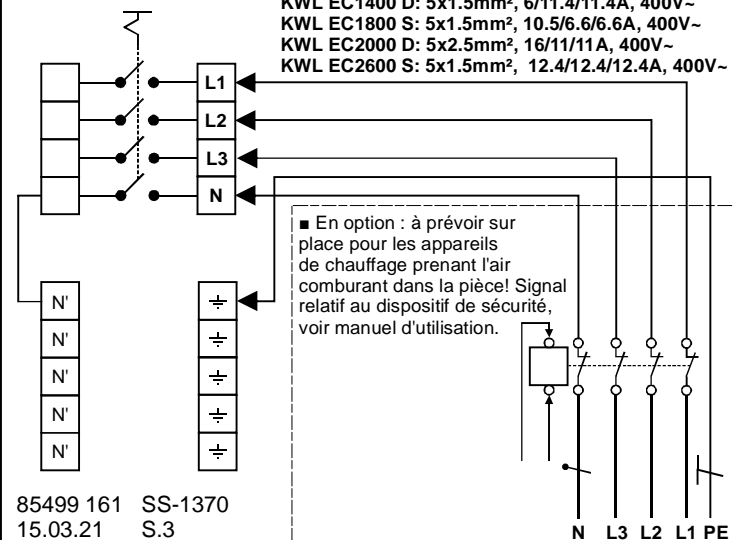 KWL EC1400 D: 5x1.5mm², 6/11.4/11.4A, 400V~
KWL EC1800 S: 5x1.5mm², 10.5/6.6/6.6A, 400V~
KWL EC2000 D: 5x2.5mm², 16/11/11A, 400V~
KWL EC2600 S: 5x1.5mm², 12.4/12.4/12.4A, 400V~
L1
L2
L3
N
■ En option : à prévoir sur
place pour les appareils
de chauffage prenant l'air
comburant dans la pièce! Signal
relatif au dispositif de sécurité,
voir manuel d'utilisation.
N'
N'
N'
N'
N'
85499 161 SS-1370
15.03.21 S.3
N L3 L2 L1 PE